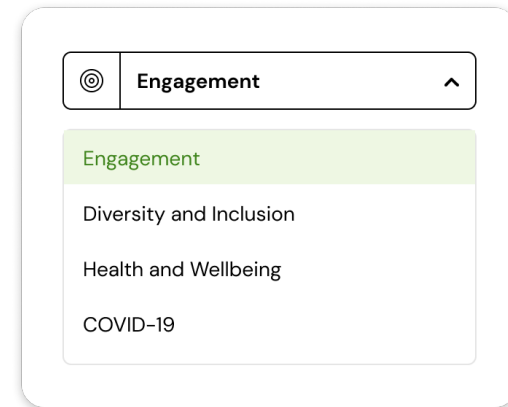 Engagement
Engagement
Diversity and Inclusion
Health and Wellbeing
COVID-19